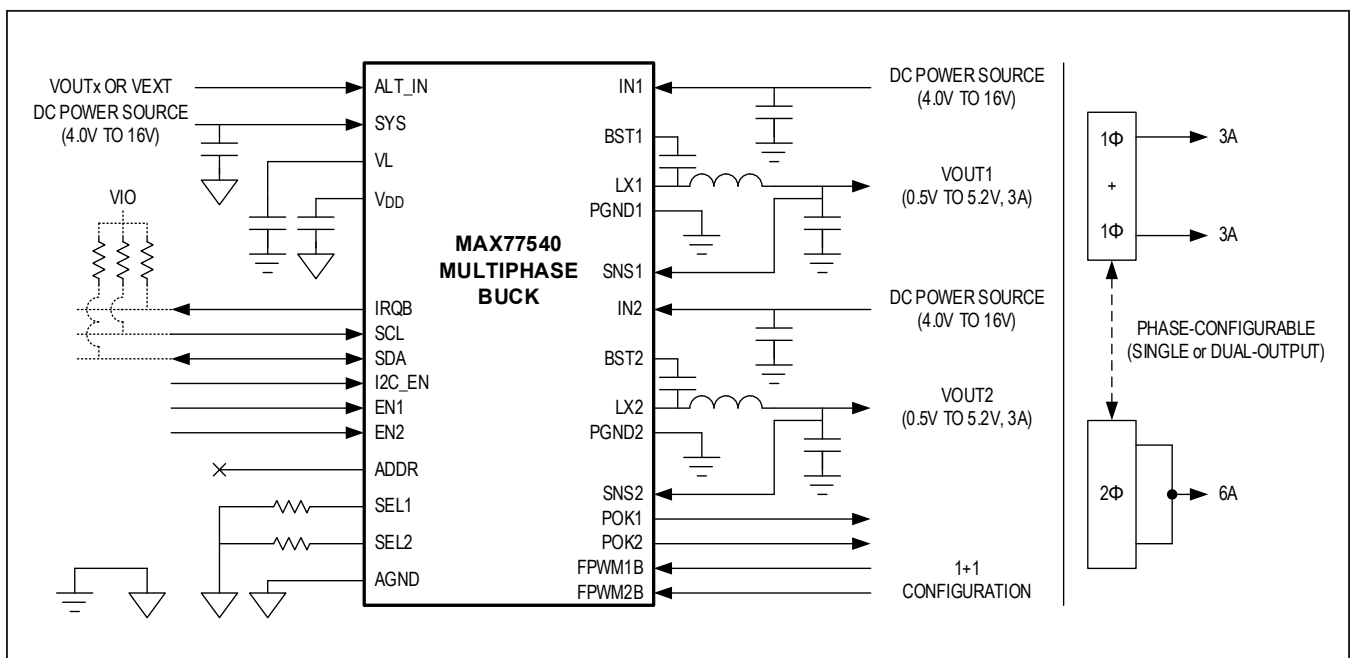 VOUTx OR VEXT
DC POWER SOURCE
(4.0V TO 16V)
VIO
ALT_IN
SYS
VL
VDD
IRQB
SCL
SDA
I2C_EN
EN1
EN2
ADDR
SEL1
SEL2
AGND
MAX77540
MULTIPHASE
BUCK
IN1
BST1
LX1
PGND1
SNS1
IN2
BST2
LX2
PGND2
SNS2
POK1
POK2
FPWM1B
FPWM2B
DC POWER SOURCE
(4.0V TO 16V)
VOUT1
(0.5V TO 5.2V, 3A)
DC POWER SOURCE
(4.0V TO 16V)
VOUT2
(0.5V TO 5.2V, 3A)
1+1
CONFIGURATION
1Φ
+
1Φ
3A
3A
PHASE-CONFIGURABLE
(SINGLE or DUAL-OUTPUT)
2Φ
6A